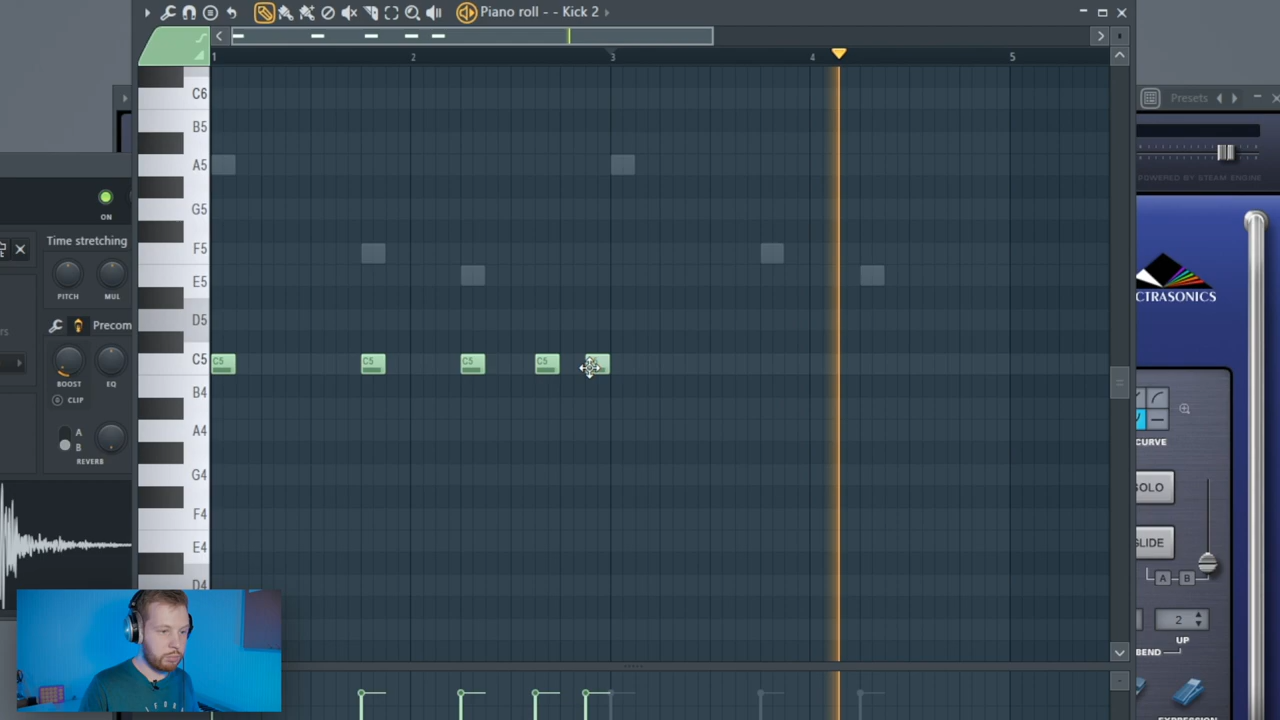 Piano roll - - Kick 2
Presets
1 2 3 4 5
C6
B5
POWERED BY STEAM ENGINE
A5
ON
G5
Time stretching
F5
E5
PITCH MUL
CTRASONICS
D5
Precom
C5
C5 C5 C5 C5
BOOST EQ
B4
CLIP
A4
A
B
CURVE
REVERB
G4
SOLO
F4
GLIDE
E4
A B
D4
2
UP
BEND
EXPRESSION